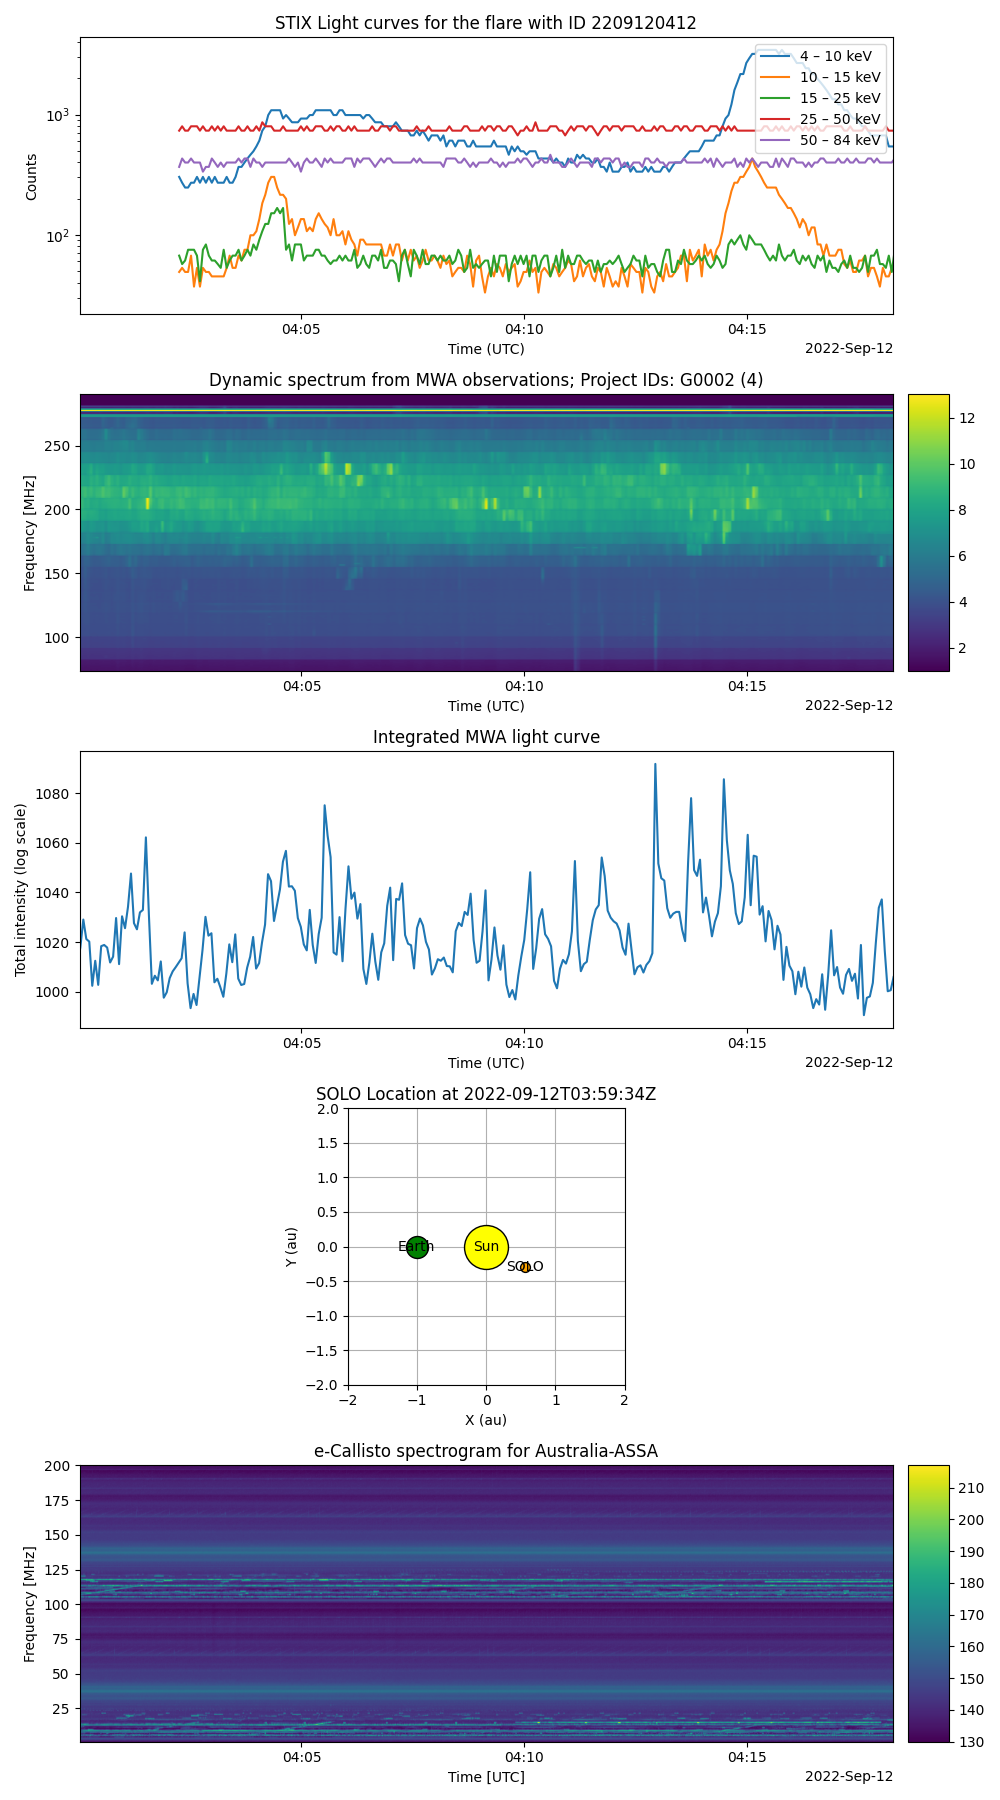 STIX Light curves for the flare with ID 2209120412
10³
10²
Counts
4 – 10 keV
10 – 15 keV
15 – 25 keV
25 – 50 keV
50 – 84 keV
04:05 04:10 04:15
Time (UTC) 2022-Sep-12
Dynamic spectrum from MWA observations; Project IDs: G0002 (4)
250
200
150
100
Frequency [MHz]
12
10
8
6
4
2
04:05 04:10 04:15
Time (UTC) 2022-Sep-12
Integrated MWA light curve
1080
1060
1040
1020
1000
Total intensity (log scale)
04:05 04:10 04:15
Time (UTC) 2022-Sep-12
SOLO Location at 2022-09-12T03:59:34Z
2.0
1.5
1.0
0.5
0.0
−0.5
−1.0
−1.5
−2.0
Y (au)
Earth Sun
SOLO
−2 −1 0 1 2
X (au)
e-Callisto spectrogram for Australia-ASSA
200
175
150
125
100
75
50
25
Frequency [MHz]
210
200
190
180
170
160
150
140
130
04:05 04:10 04:15
Time [UTC] 2022-Sep-12